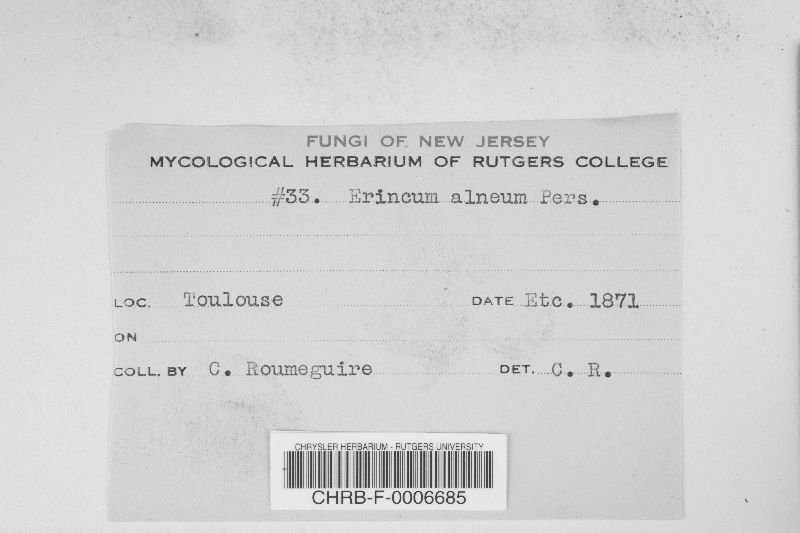 FUNGI OF NEW JERSEY
MYCOLOGICAL HERBARIUM OF RUTGERS COLLEGE
#33. Erincum alneum Pers.
LOC. Toulouse DATE Etc. 1871
ON
COLL. BY C. Roumeguire DET. C. R.
CHRYSLER HERBARIUM - RUTGERS UNIVERSITY
CHRB-F-0006685